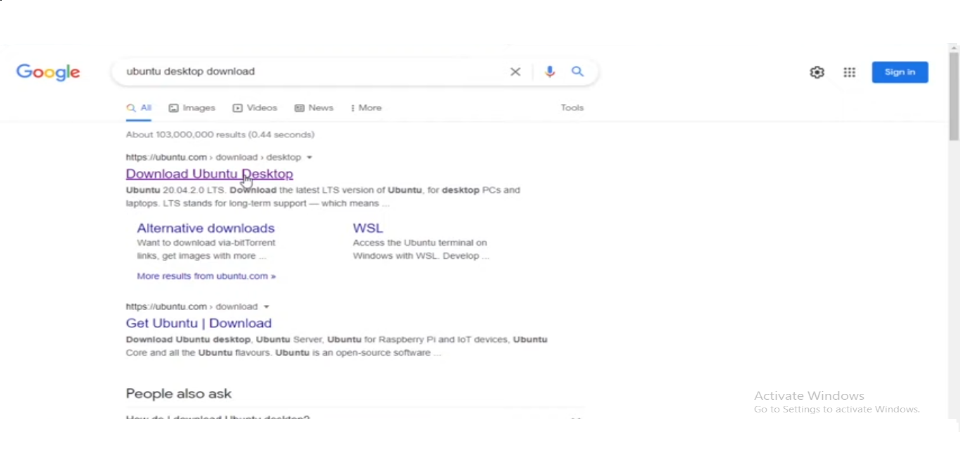 Google
ubuntu desktop download
Sign in
All Images Videos News More
Tools
About 103,000,000 results (0.44 seconds)
https://ubuntu.com › download › desktop
Download Ubuntu Desktop
Ubuntu 20.04.2.0 LTS. Download the latest LTS version of Ubuntu, for desktop PCs and
laptops. LTS stands for long-term support — which means ...
Alternative downloads
Want to download via-bitTorrent
links, get images with more ...
WSL
Access the Ubuntu terminal on
Windows with WSL. Develop ...
More results from ubuntu.com »
https://ubuntu.com › download
Get Ubuntu | Download
Download Ubuntu desktop, Ubuntu Server, Ubuntu for Raspberry Pi and IoT devices, Ubuntu
Core and all the Ubuntu flavours. Ubuntu is an open-source software ...
People also ask
How do I download Ubuntu desktop?
Activate Windows
Go to Settings to activate Windows.